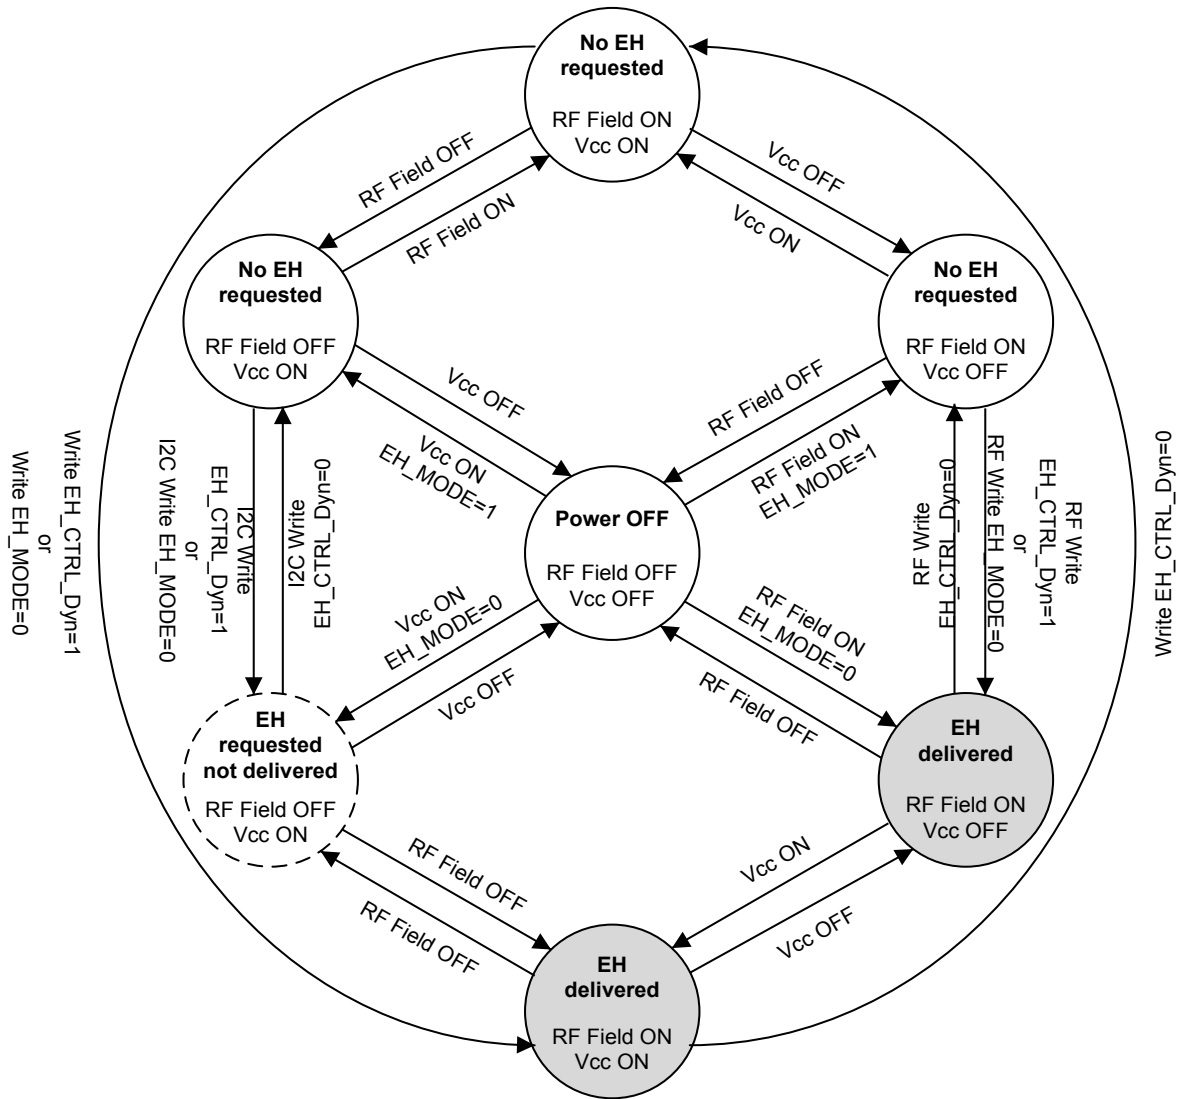 No EH
requested
RF Field ON
Vcc ON
RF Field OFF
RF Field ON
Vcc OFF
Vcc ON
No EH
requested
RF Field OFF
Vcc ON
No EH
requested
RF Field ON
Vcc OFF
Vcc OFF
Vcc ON
EH_MODE=1
RF Field OFF
RF Field ON
EH_MODE=1
Power OFF
RF Field OFF
Vcc OFF
Write EH_CTRL_Dyn=1
or
Write EH_MODE=0
I2C Write
EH_CTRL_Dyn=1
or
I2C Write EH_MODE=0
I2C Write
EH_CTRL_Dyn=0
RF Write
EH_CTRL_Dyn=0
RF Write
EH_CTRL_Dyn=1
or
RF Write EH_MODE=0
Write EH_CTRL_Dyn=0
Vcc ON
EH_MODE=0
Vcc OFF
RF Field ON
EH_MODE=0
RF Field OFF
EH
requested
not delivered
RF Field OFF
Vcc ON
EH
delivered
RF Field ON
Vcc OFF
RF Field OFF
RF Field OFF
Vcc ON
Vcc OFF
EH
delivered
RF Field ON
Vcc ON